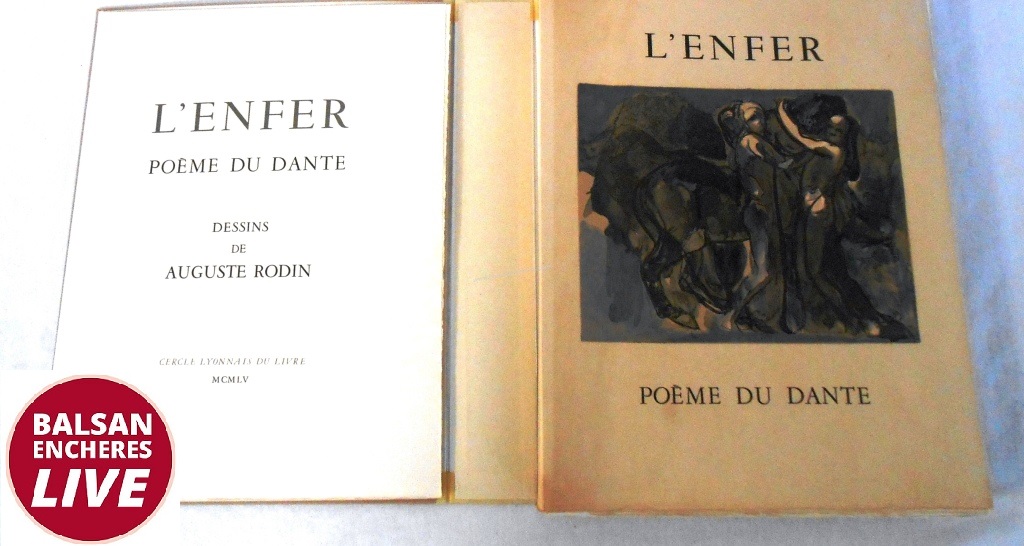 L'ENFER
POÈME DU DANTE
DESSINS
DE
AUGUSTE RODIN
CERCLE LYONNAIS DU LIVRE
MCMLV
L'ENFER
POÈME DU DANTE
BALSAN
ENCHERES
LIVE